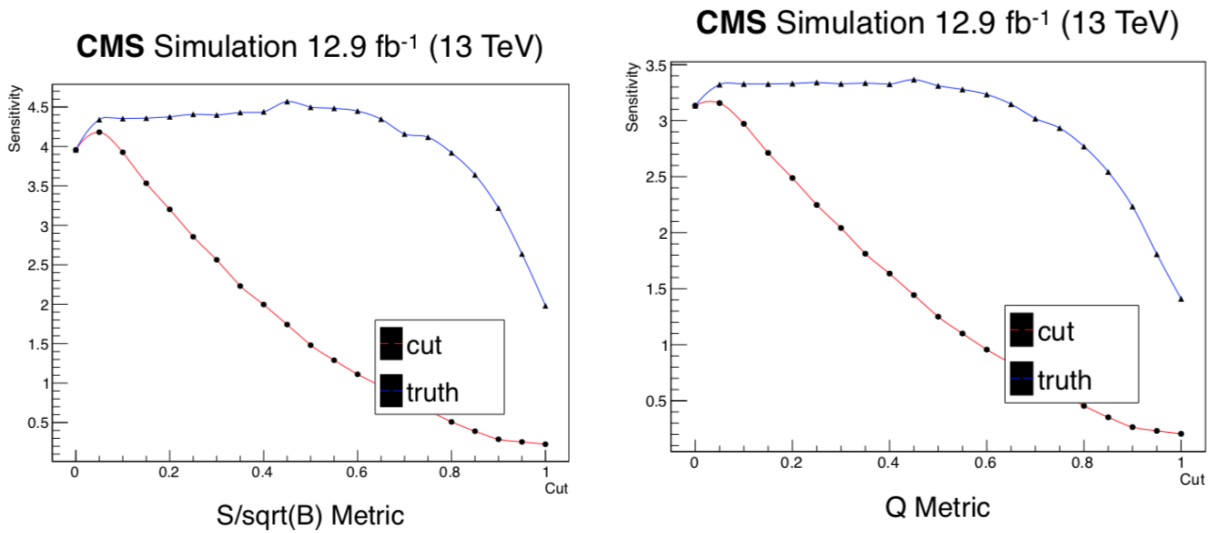 CMS Simulation 12.9 fb-1 (13 TeV)
Sensitivity
4.5
4
3.5
3
2.5
2
1.5
1
0.5
0 0.2 0.4 0.6 0.8 1
Cut
cut
truth
S/sqrt(B) Metric
CMS Simulation 12.9 fb-1 (13 TeV)
Sensitivity
3.5
3
2.5
2
1.5
1
0.5
0 0.2 0.4 0.6 0.8 1
Cut
cut
truth
Q Metric